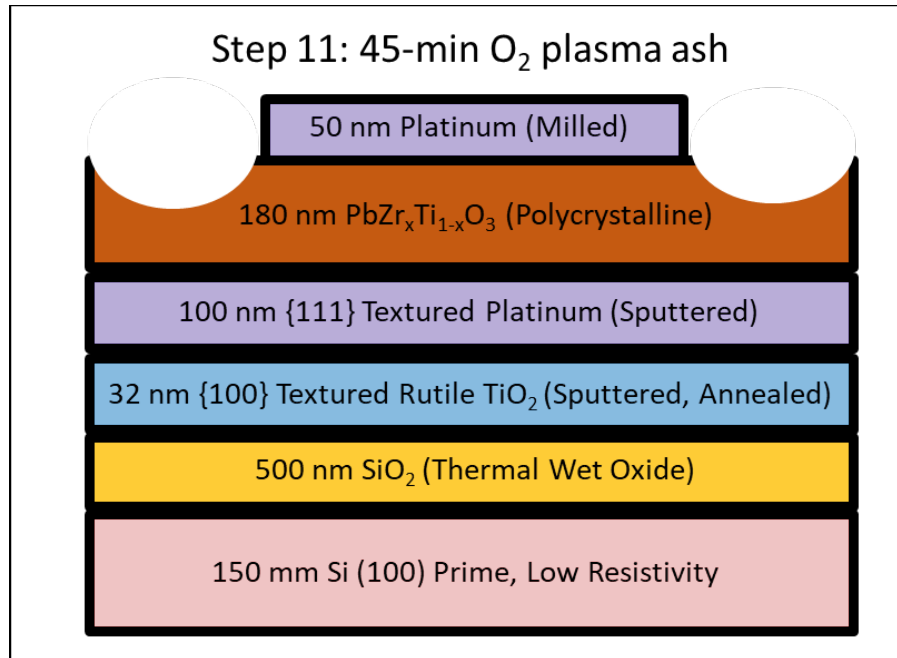 Step 11: 45-min O₂ plasma ash
50 nm Platinum (Milled)
180 nm PbZrₓTi₁₋ₓO₃ (Polycrystalline)
100 nm {111} Textured Platinum (Sputtered)
32 nm {100} Textured Rutile TiO₂ (Sputtered, Annealed)
500 nm SiO₂ (Thermal Wet Oxide)
150 mm Si (100) Prime, Low Resistivity